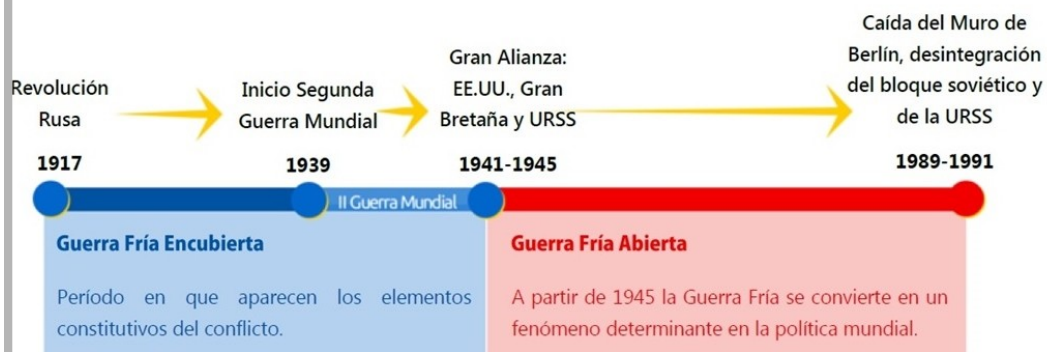 Revolución
Rusa
1917
Inicio Segunda
Guerra Mundial
1939
Gran Alianza:
EE.UU., Gran
Bretaña y URSS
1941-1945
Caída del Muro de
Berlín, desintegración
del bloque soviético y
de la URSS
1989-1991
II Guerra Mundial
Guerra Fría Encubierta
Período en que aparecen los elementos
constitutivos del conflicto.
Guerra Fría Abierta
A partir de 1945 la Guerra Fría se convierte en un
fenómeno determinante en la política mundial.